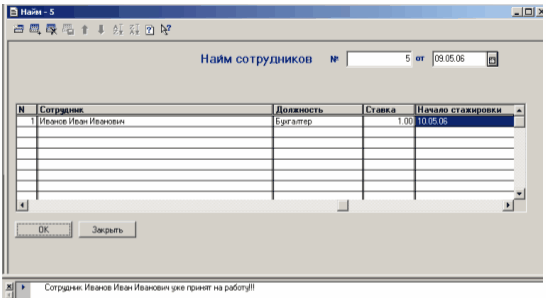 Найм - 5
Найм сотрудников № 5 от 09.05.06
N Сотрудник Должность Ставка Начало стажировки
1 Иванов Иван Иванович Бухгалтер 1.00 10.05.06
OK Закрыть
Сотрудник Иванов Иван Иванович уже принят на работу!!!